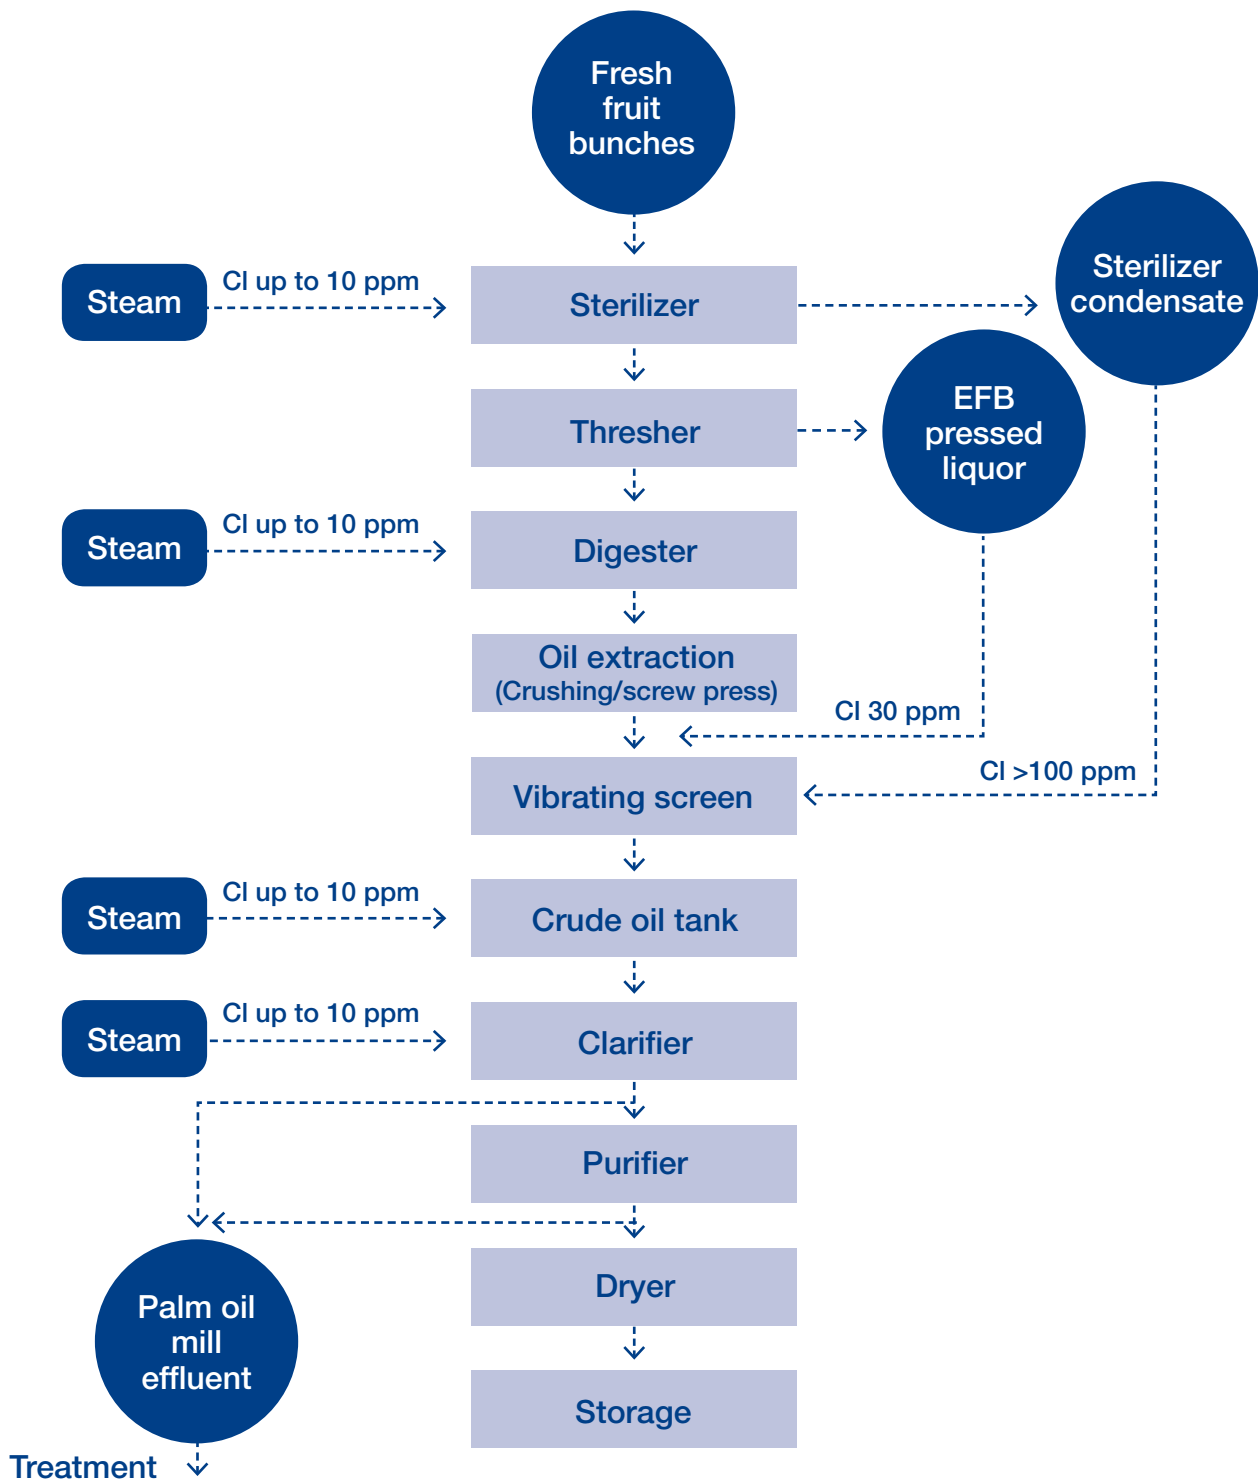 Fresh
fruit
bunches
Steam
Cl up to 10 ppm
Sterilizer
Sterilizer
condensate
Thresher
EFB
pressed
liquor
Steam
Cl up to 10 ppm
Digester
Oil extraction
(Crushing/screw press)
Cl 30 ppm
Cl >100 ppm
Vibrating screen
Steam
Cl up to 10 ppm
Crude oil tank
Steam
Cl up to 10 ppm
Clarifier
Purifier
Dryer
Palm oil
mill
effluent
Storage
Treatment